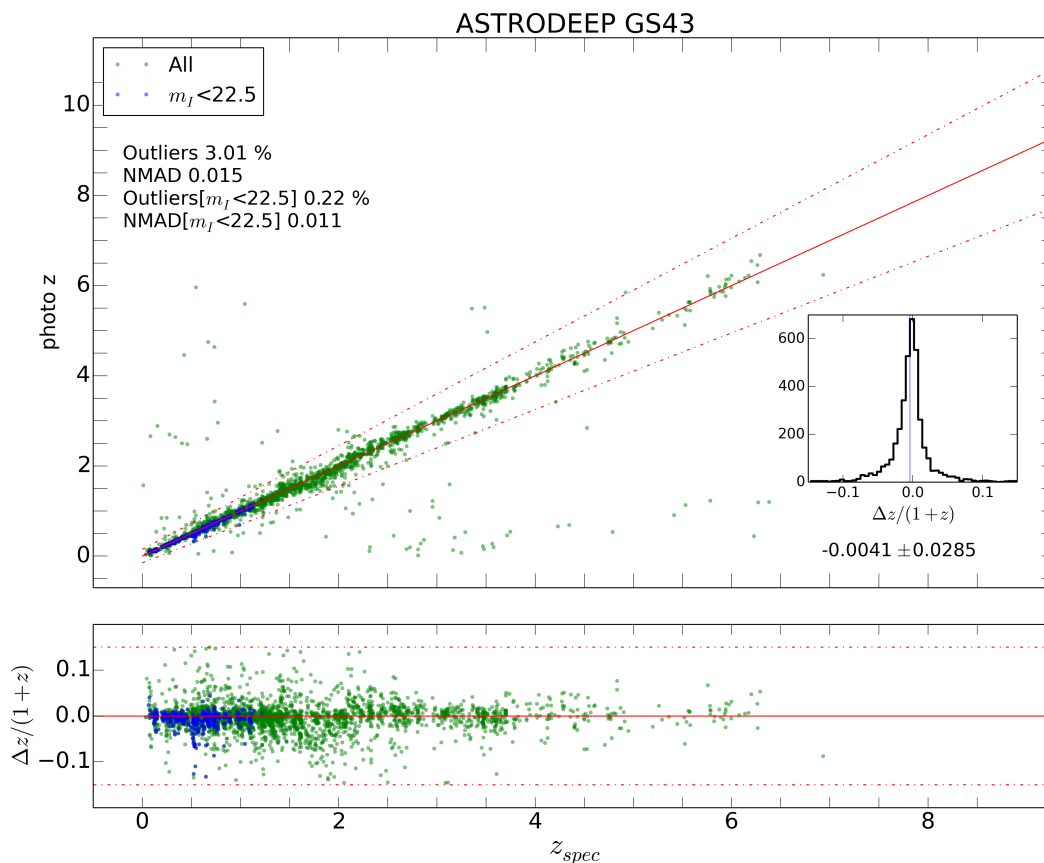 ASTRODEEP GS43
All
m_I<22.5
Outliers 3.01 %
NMAD 0.015
Outliers[m_I<22.5] 0.22 %
NMAD[m_I<22.5] 0.011
photo z
10
8
6
4
2
0
600
400
200
0
−0.1 0.0 0.1
Δz/(1+z)
-0.0041 ±0.0285
Δz/(1+z)
0.1
0.0
−0.1
0 2 4 6 8
z_spec